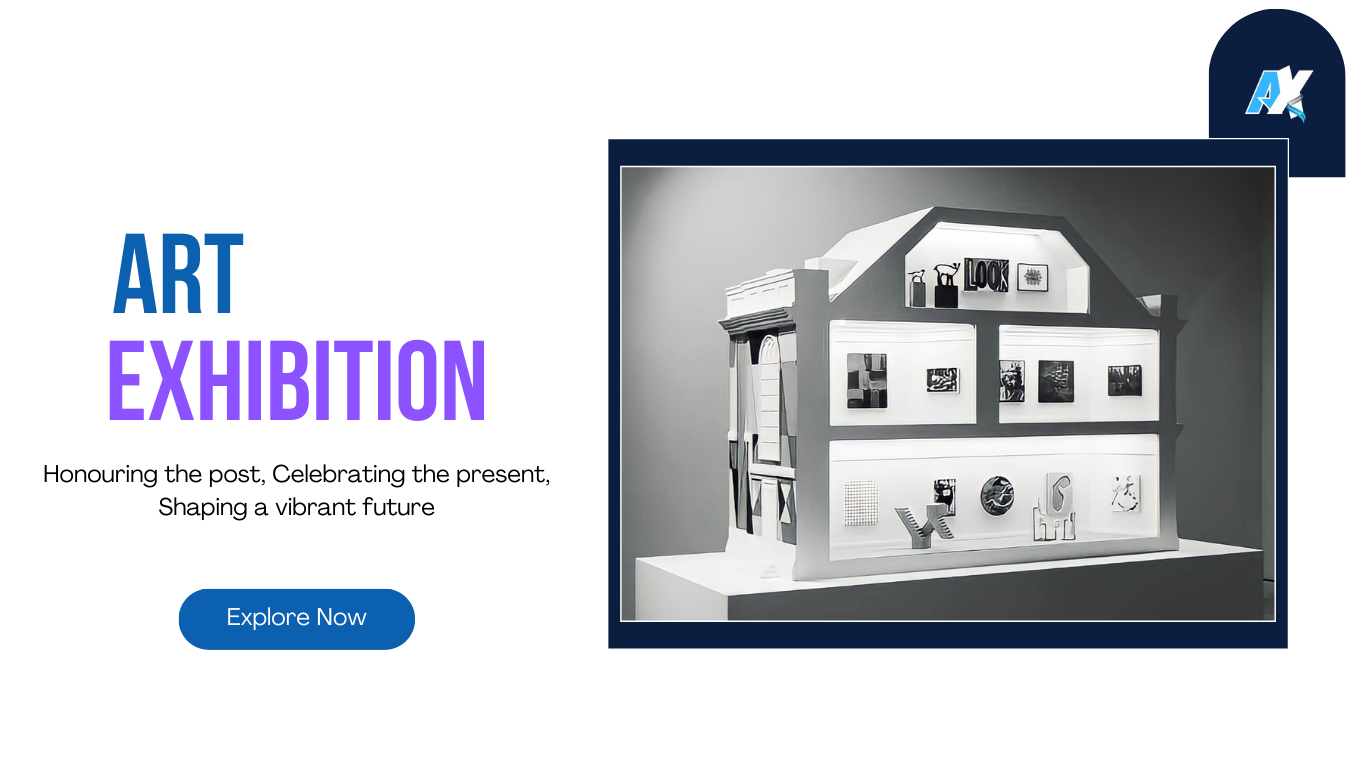 AX
ART
EXHIBITION
Honouring the post, Celebrating the present,
Shaping a vibrant future
Explore Now
LOOK